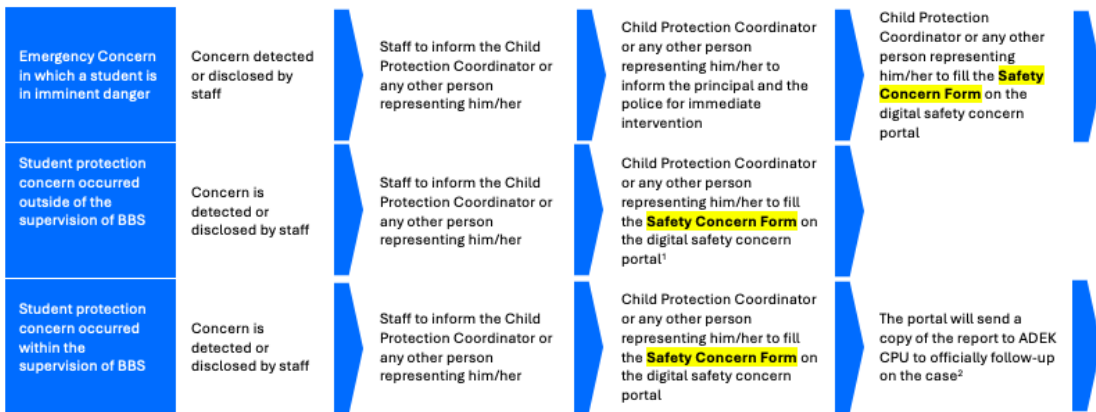 Emergency Concern
in which a student is
in imminent danger
Concern detected
or disclosed by
staff
Staff to inform the Child
Protection Coordinator or
any other person
representing him/her
Child Protection Coordinator
or any other person
representing him/her to
inform the principal and the
police for immediate
intervention
Child Protection
Coordinator or any other
person representing
him/her to fill the Safety
Concern Form on the
digital safety concern
portal
Student protection
concern occurred
outside of the
supervision of BBS
Concern is
detected or
disclosed by staff
Staff to inform the Child
Protection Coordinator or
any other person
representing him/her
Child Protection Coordinator
or any other person
representing him/her to fill
the Safety Concern Form on
the digital safety concern
portal¹
Student protection
concern occurred
within the
supervision of BBS
Concern is
detected or
disclosed by staff
Staff to inform the Child
Protection Coordinator or
any other person
representing him/her
Child Protection Coordinator
or any other person
representing him/her to fill
the Safety Concern Form on
the digital safety concern
portal
The portal will send a
copy of the report to ADEK
CPU to officially follow-up
on the case²